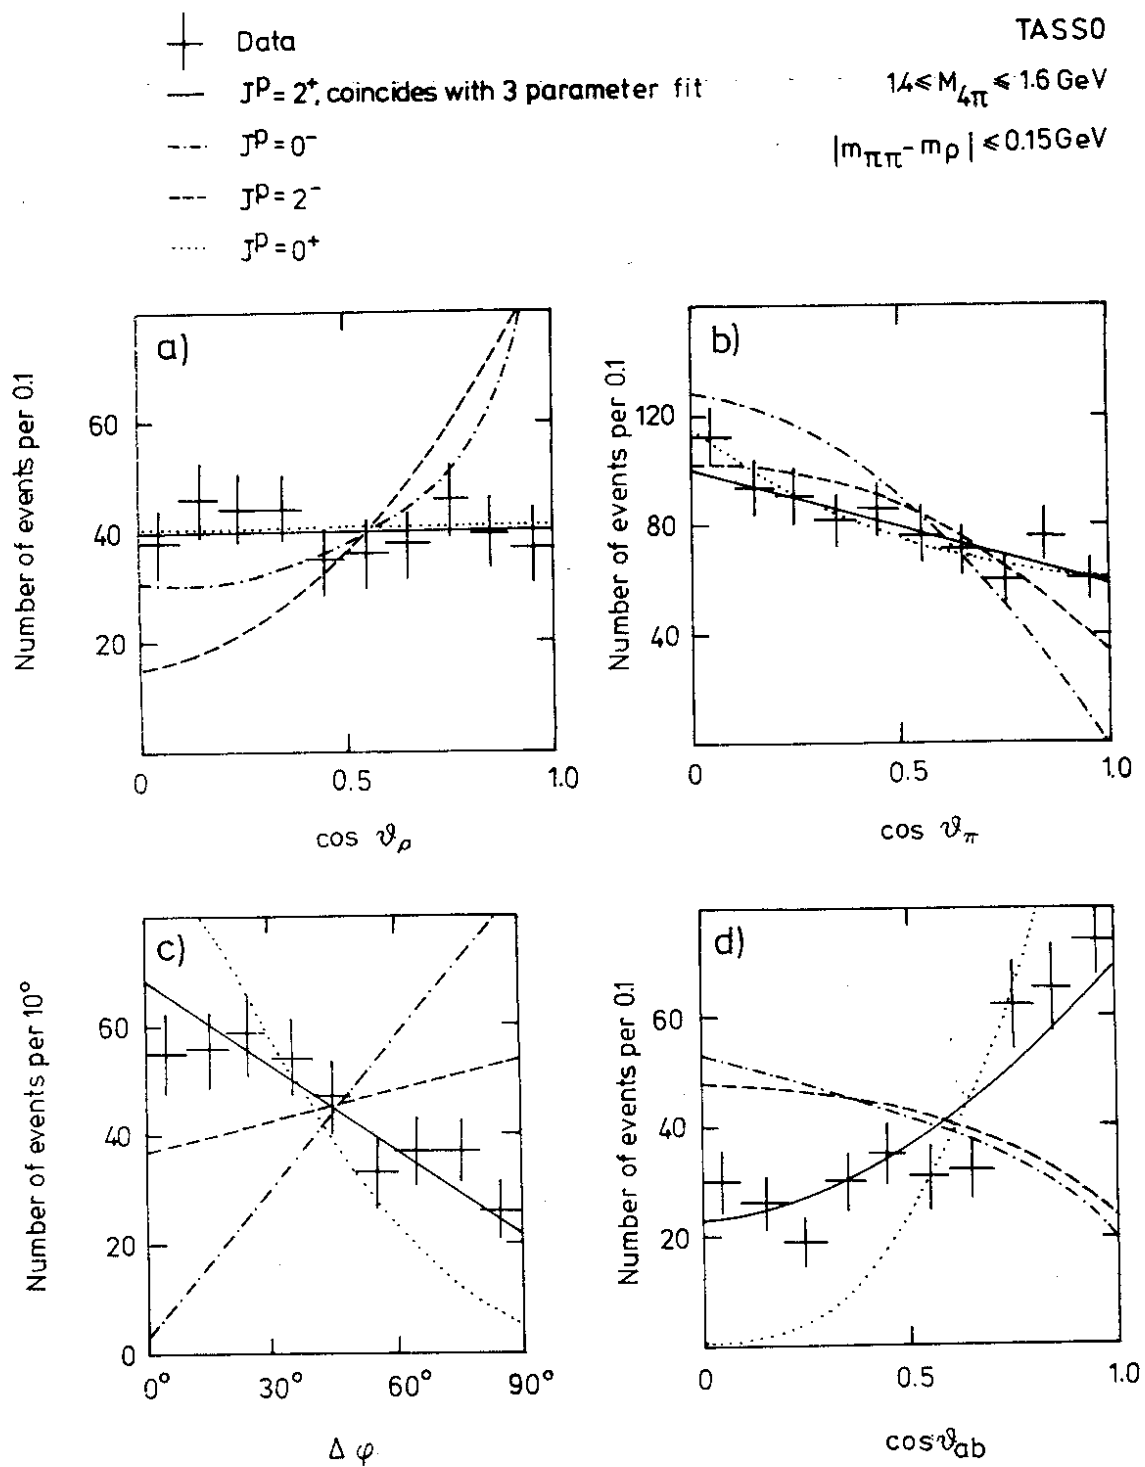 Data
TASSO
J^P = 2^+, coincides with 3 parameter fit
1.4 ≤ M_4π ≤ 1.6 GeV
J^P = 0^-
|m_ππ - m_ρ| ≤ 0.15 GeV
J^P = 2^-
J^P = 0^+
a)
Number of events per 0.1
60
40
20
0
0.5
1.0
cos ϑ_ρ
b)
Number of events per 0.1
120
80
40
0
0.5
1.0
cos ϑ_π
c)
Number of events per 10°
60
40
20
0
0°
30°
60°
90°
Δ φ
d)
Number of events per 0.1
60
40
20
0
0.5
1.0
cos ϑ_ab